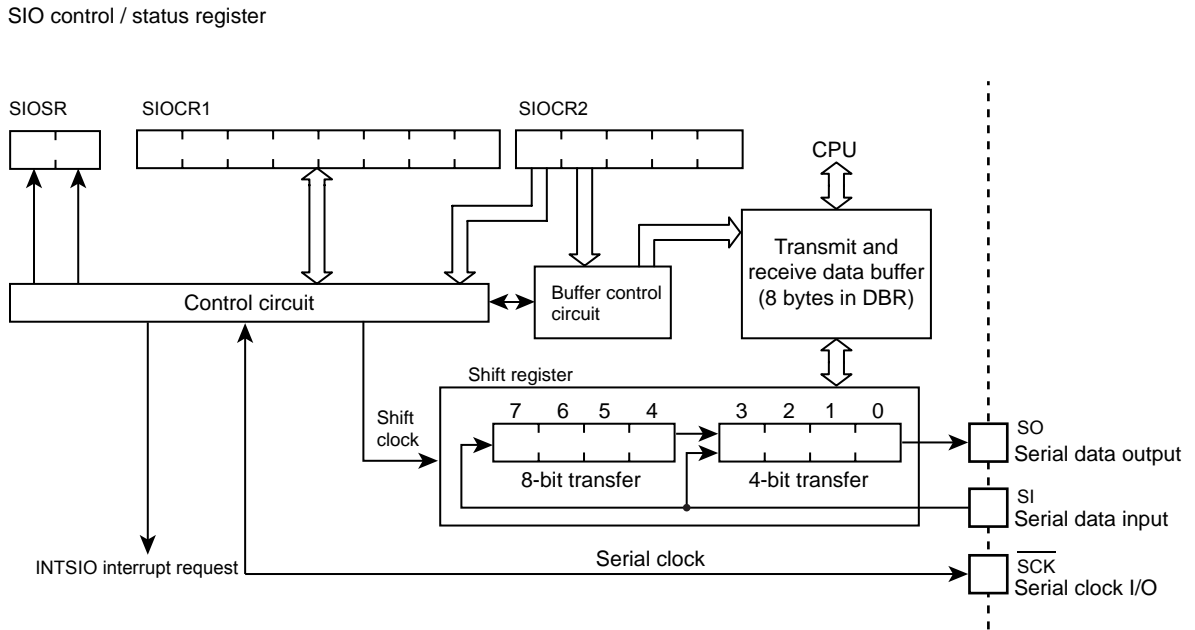 SIO control / status register
SIOSR
SIOCR1
SIOCR2
CPU
Transmit and
receive data buffer
(8 bytes in DBR)
Control circuit
Buffer control
circuit
Shift register
Shift
clock
7 6 5 4
3 2 1 0
8-bit transfer
4-bit transfer
SO
Serial data output
SI
Serial data input
INTSIO interrupt request
Serial clock
SCK
Serial clock I/O